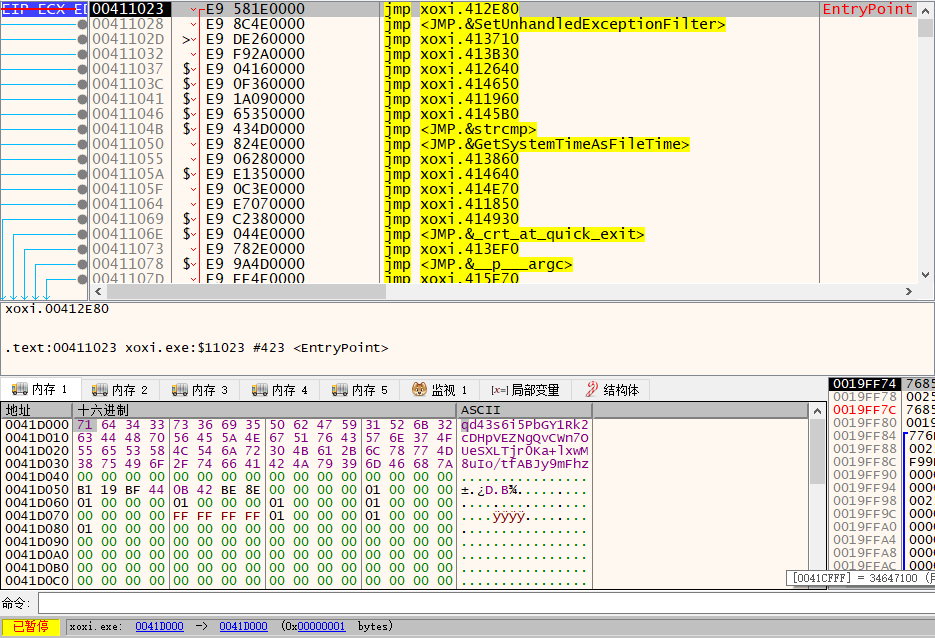 EIP ECX ED
00411023 E9 581E0000 jmp xoxi.412E80 EntryPoint
00411028 E9 8C4E0000 jmp <JMP.&SetUnhandledExceptionFilter>
0041102D > E9 DE260000 jmp xoxi.413710
00411032 E9 F92A0000 jmp xoxi.413B30
00411037 $ E9 04160000 jmp xoxi.412640
0041103C $ E9 0F360000 jmp xoxi.414650
00411041 $ E9 1A090000 jmp xoxi.411960
00411046 $ E9 65350000 jmp xoxi.4145B0
0041104B $ E9 434D0000 jmp <JMP.&strcmp>
00411050 E9 824E0000 jmp <JMP.&GetSystemTimeAsFileTime>
00411055 E9 06280000 jmp xoxi.413860
0041105A $ E9 E1350000 jmp xoxi.414640
0041105F E9 0C3E0000 jmp xoxi.414E70
00411064 E9 E7070000 jmp xoxi.411850
00411069 $ E9 C2380000 jmp xoxi.414930
0041106E $ E9 044E0000 jmp <JMP.&_crt_at_quick_exit>
00411073 E9 782E0000 jmp xoxi.413EF0
00411078 $ E9 9A4D0000 jmp <JMP.&__p___argc>
0041107D jmp xoxi.415F70
xoxi.00412E80
.text:00411023 xoxi.exe:$11023 #423 <EntryPoint>
内存 1 内存 2 内存 3 内存 4 内存 5 监视 1 [x=] 局部变量 结构体
地址 十六进制 ASCII
0041D000 71 64 34 33 73 36 69 35 50 62 47 59 31 52 6B 32 qd43s6i5PbGY1Rk2
0041D010 63 44 48 70 56 45 5A 4E 67 51 76 43 57 6E 37 4F cDHpVEZNgQvCWn7O
0041D020 55 65 53 58 4C 54 6A 72 30 4B 61 2B 6C 78 77 4D UeSXLTjr0Ka+lxwM
0041D030 38 75 49 6F 2F 74 66 41 42 4A 79 39 6D 46 68 7A 8uIo/tfABJy9mFhz
0041D040 00 00 00 00 00 00 00 00 00 00 00 00 00 00 00 00 ................
0041D050 B1 19 BF 44 0B 42 BE 8E 00 00 00 00 01 00 00 00 ±.¿D.B¾.........
0041D060 01 00 00 00 01 00 00 00 01 00 00 00 01 00 00 00 ................
0041D070 00 00 00 00 FF FF FF FF 01 00 00 00 01 00 00 00 ....ÿÿÿÿ........
0041D080 01 00 00 00 00 00 00 00 00 00 00 00 00 00 00 00 ................
0041D090 00 00 00 00 00 00 00 00 00 00 00 00 00 00 00 00 ................
0041D0A0 00 00 00 00 00 00 00 00 00 00 00 00 00 00 00 00 ................
0041D0B0 00 00 00 00 00 00 00 00 00 00 00 00 00 00 00 00 ................
0041D0C0 00 00 00 00 00 00 00 00 00 00 00 00 00 00 00 00 ................
0019FF74 7685
0019FF78 0025
0019FF7C 7685
0019FF80 0019
0019FF84 776
0019FF88 002
0019FF8C F99
0019FF90 000
0019FF94 000
0019FF98 002
0019FF9C 000
0019FFA0 000
0019FFA4 000
0019FFA8 000
0019FFAC 000
[0041CFFF] = 34647100
命令:
已暂停 xoxi.exe: 0041D000 -> 0041D000 (0x00000001 bytes)